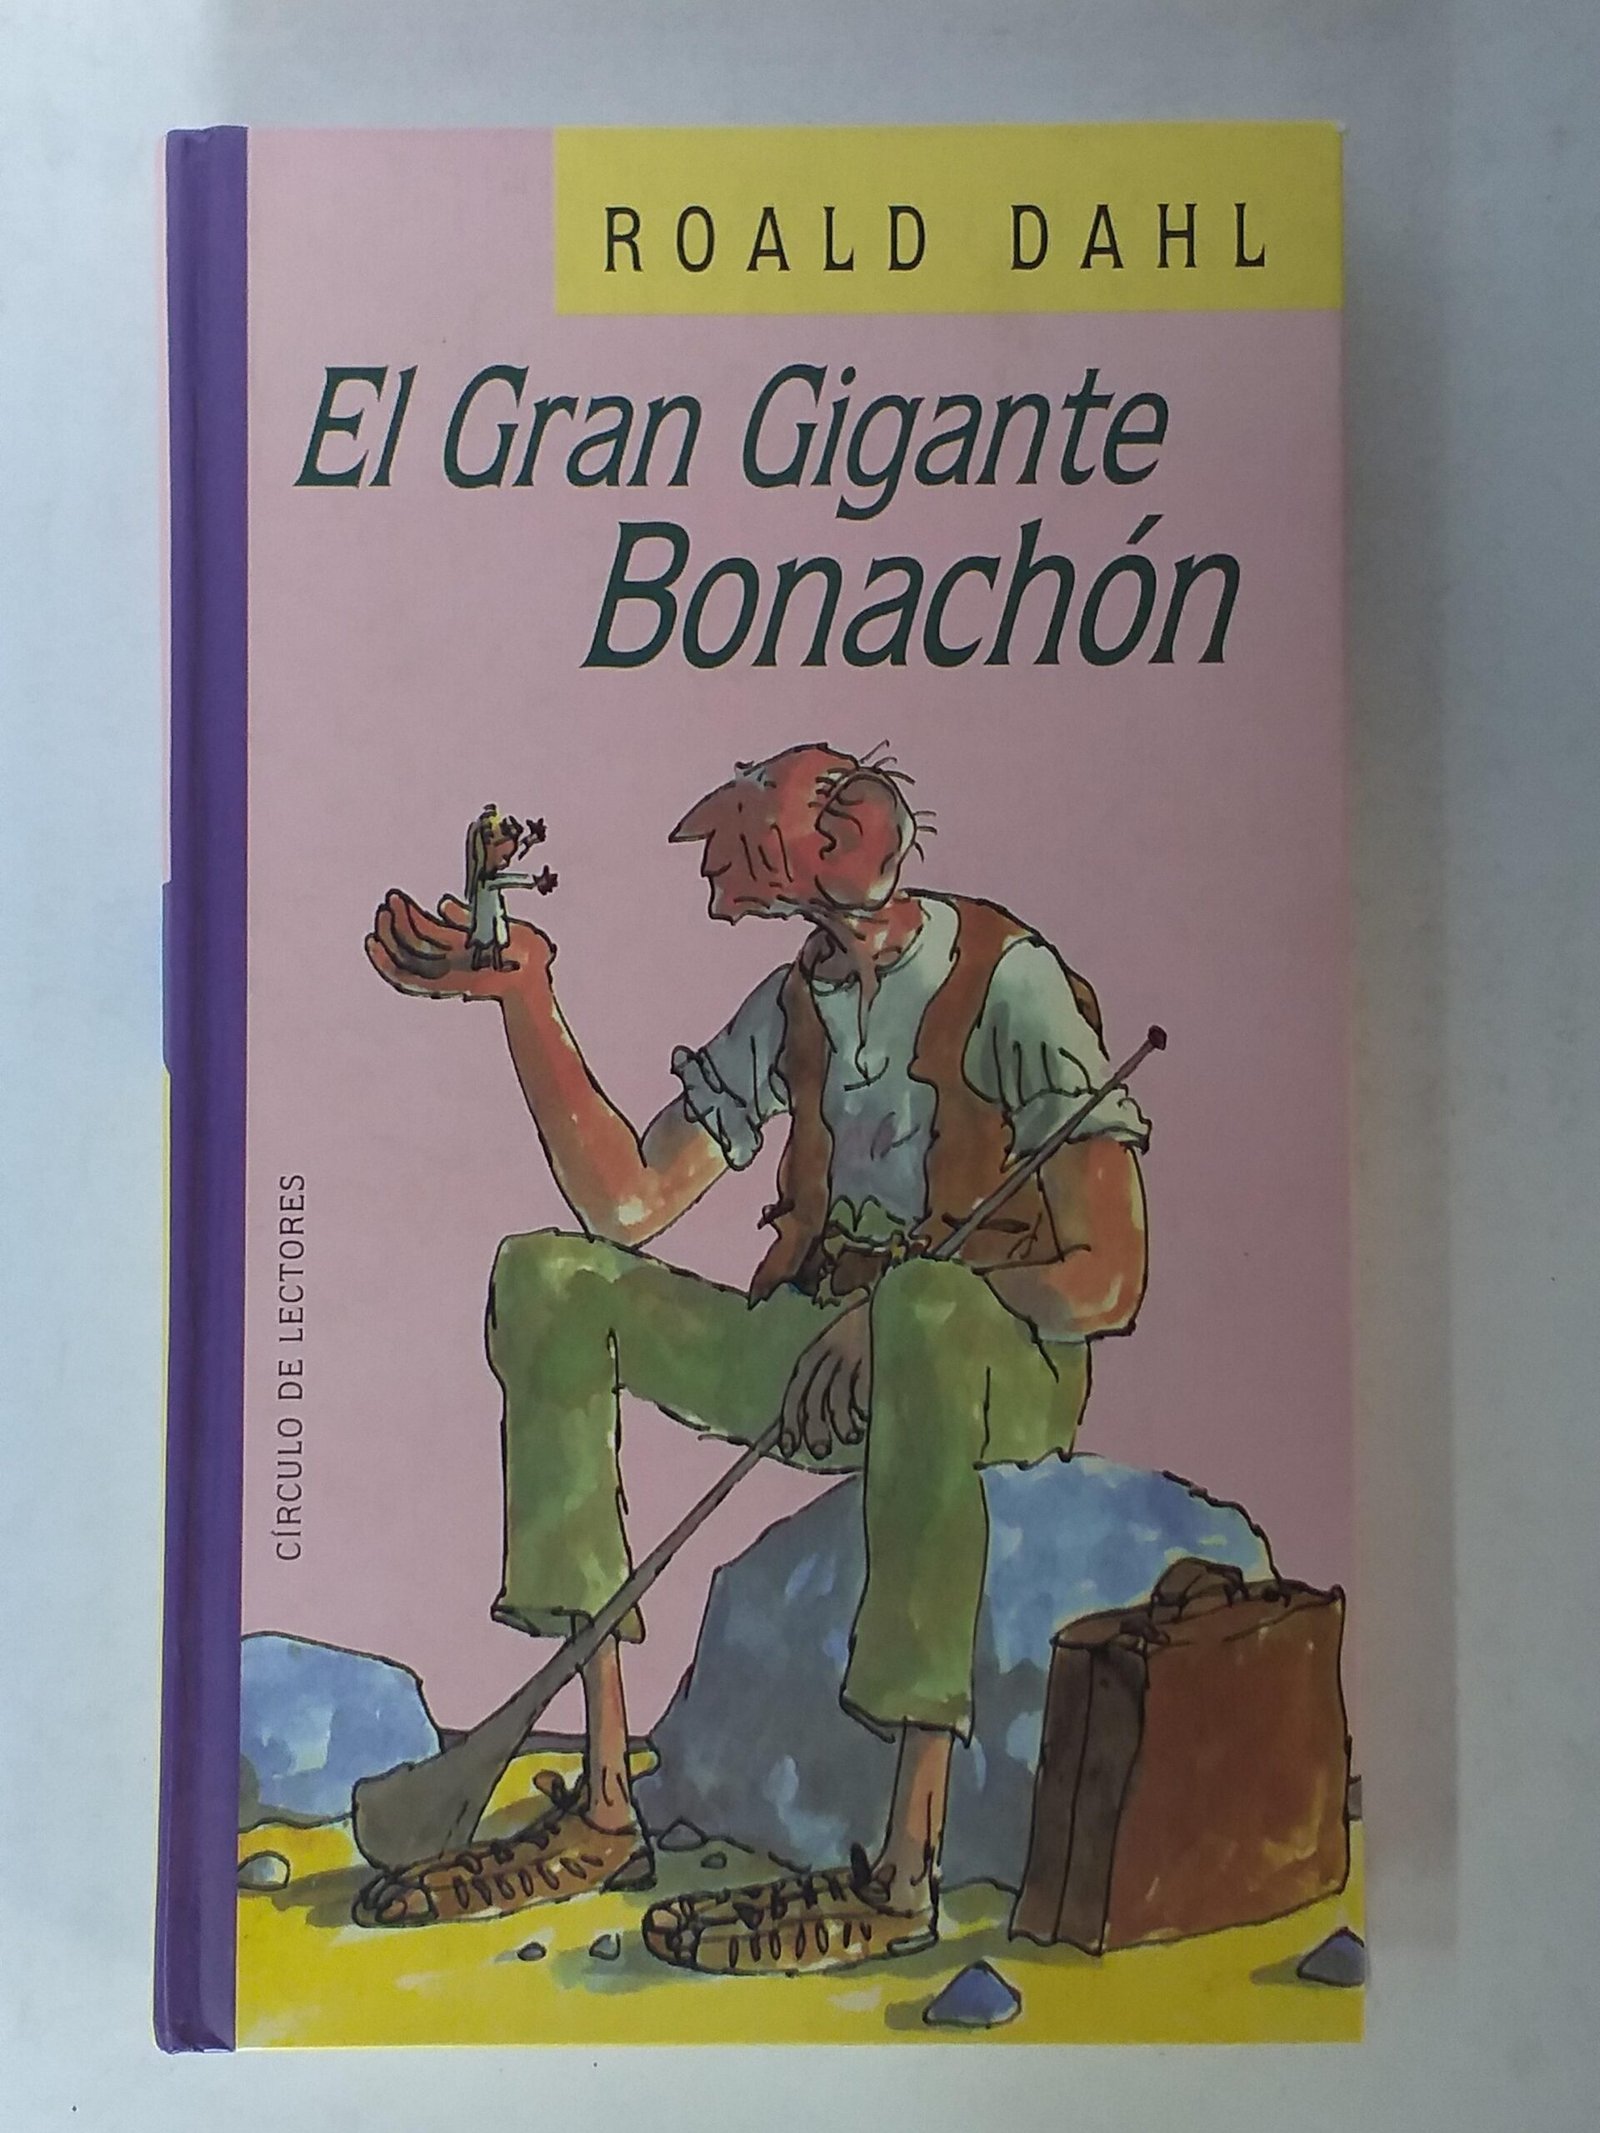 ROALD DAHL
El Gran Gigante
Bonachón
CÍRCULO DE LECTORES